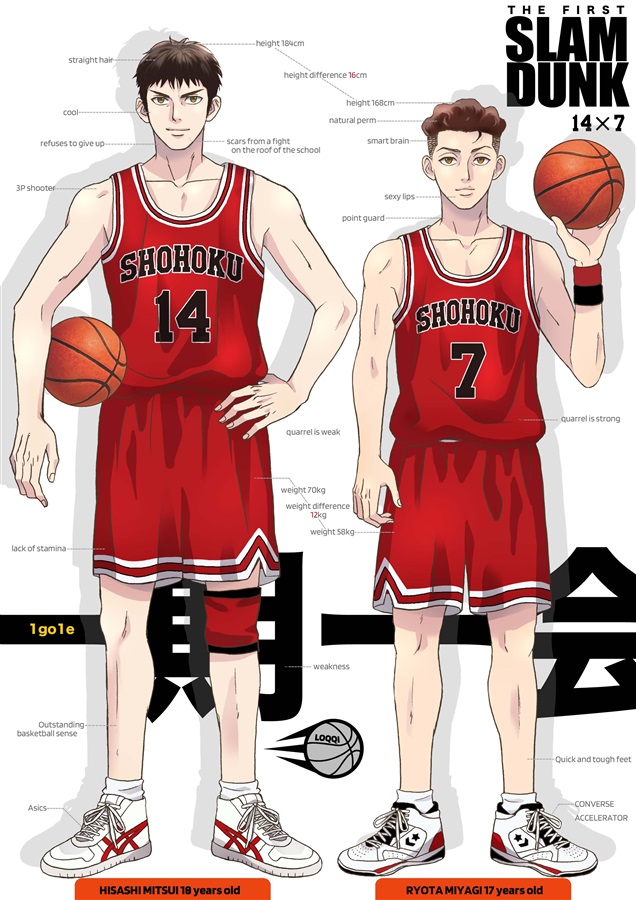 THE FIRST
SLAM
DUNK
14×7
height 184cm
straight hair
height difference 16cm
height 168cm
cool
natural perm
smart brain
refuses to give up
scars from a fight
on the roof of the school
3P shooter
sexy lips
point guard
SHOHOKU
14
SHOHOKU
7
quarrel is strong
quarrel is weak
weight 70kg
weight difference
12kg
weight 58kg
lack of stamina
1go1e
一期一会
weakness
Outstanding
basketball sense
LOQQI
Quick and tough feet
Asics
CONVERSE
ACCELERATOR
HISASHI MITSUI 18 years old
RYOTA MIYAGI 17 years old